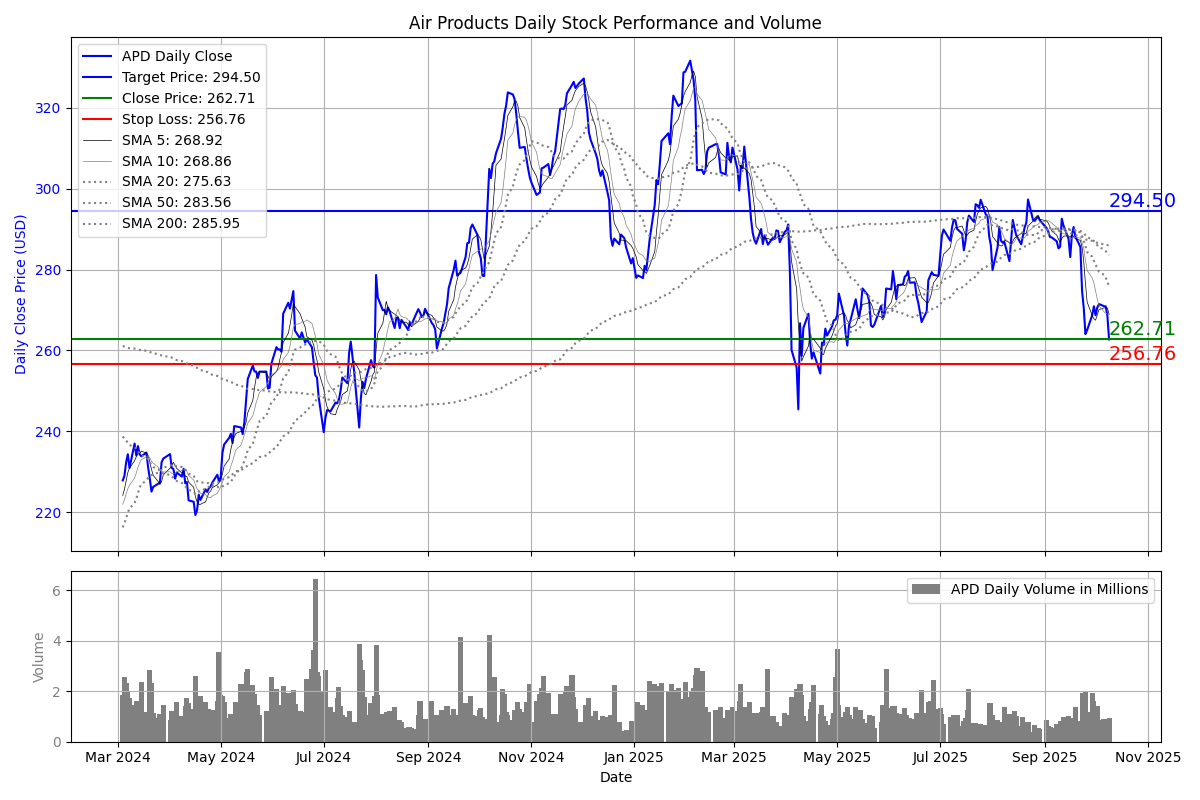 Air Products Daily Stock Performance and Volume
Daily Close Price (USD)
320
300
280
260
240
220
APD Daily Close
Target Price: 294.50
Close Price: 262.71
Stop Loss: 256.76
SMA 5: 268.92
SMA 10: 268.86
SMA 20: 275.63
SMA 50: 283.56
SMA 200: 285.95
294.50
262.71
256.76
Volume
6
4
2
0
APD Daily Volume in Millions
Mar 2024 May 2024 Jul 2024 Sep 2024 Nov 2024 Jan 2025 Mar 2025 May 2025 Jul 2025 Sep 2025 Nov 2025
Date